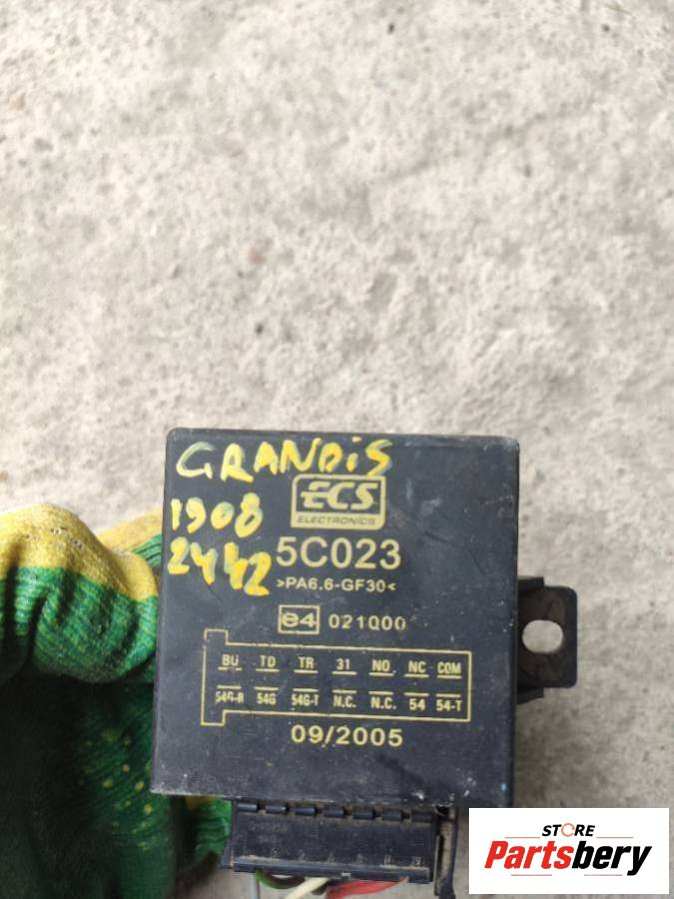 GRANDiS
1908
2442
ECS
ELECTRONICS
5C023
>PA6.6-GF30<
e4 021000
BU TD TR 31 NO NC COM
54G-R 54G 54G-T N.C. N.C. 54 54-T
09/2005
STORE
Partsbery